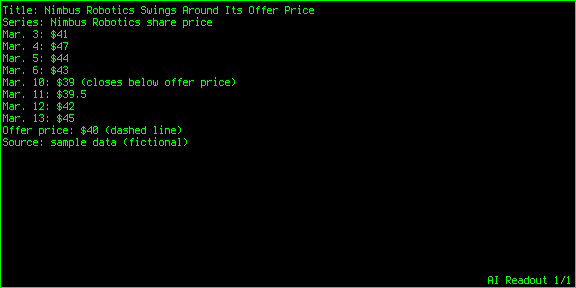 Title: Nimbus Robotics Swings Around Its Offer Price
Series: Nimbus Robotics share price
Mar. 3: $41
Mar. 4: $47
Mar. 5: $44
Mar. 6: $43
Mar. 10: $39 (closes below offer price)
Mar. 11: $39.5
Mar. 12: $42
Mar. 13: $45
Offer price: $40 (dashed line)
Source: sample data (fictional)
AI Readout 1/1